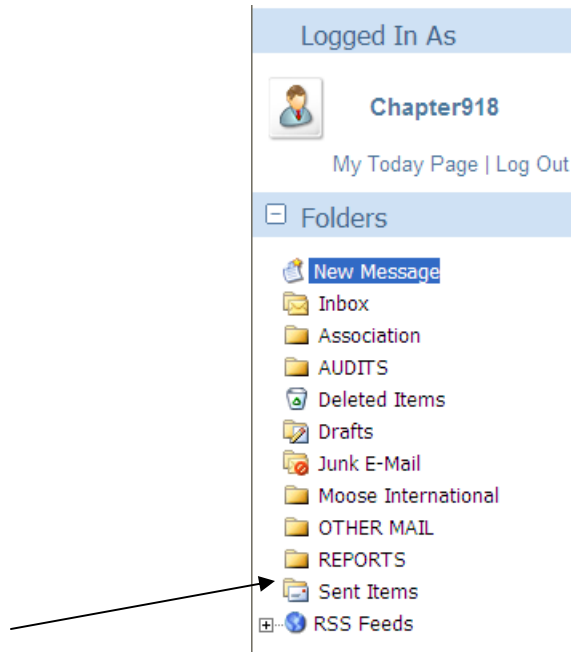 Logged In As
Chapter918
My Today Page | Log Out
Folders
New Message
Inbox
Association
AUDITS
Deleted Items
Drafts
Junk E-Mail
Moose International
OTHER MAIL
REPORTS
Sent Items
RSS Feeds